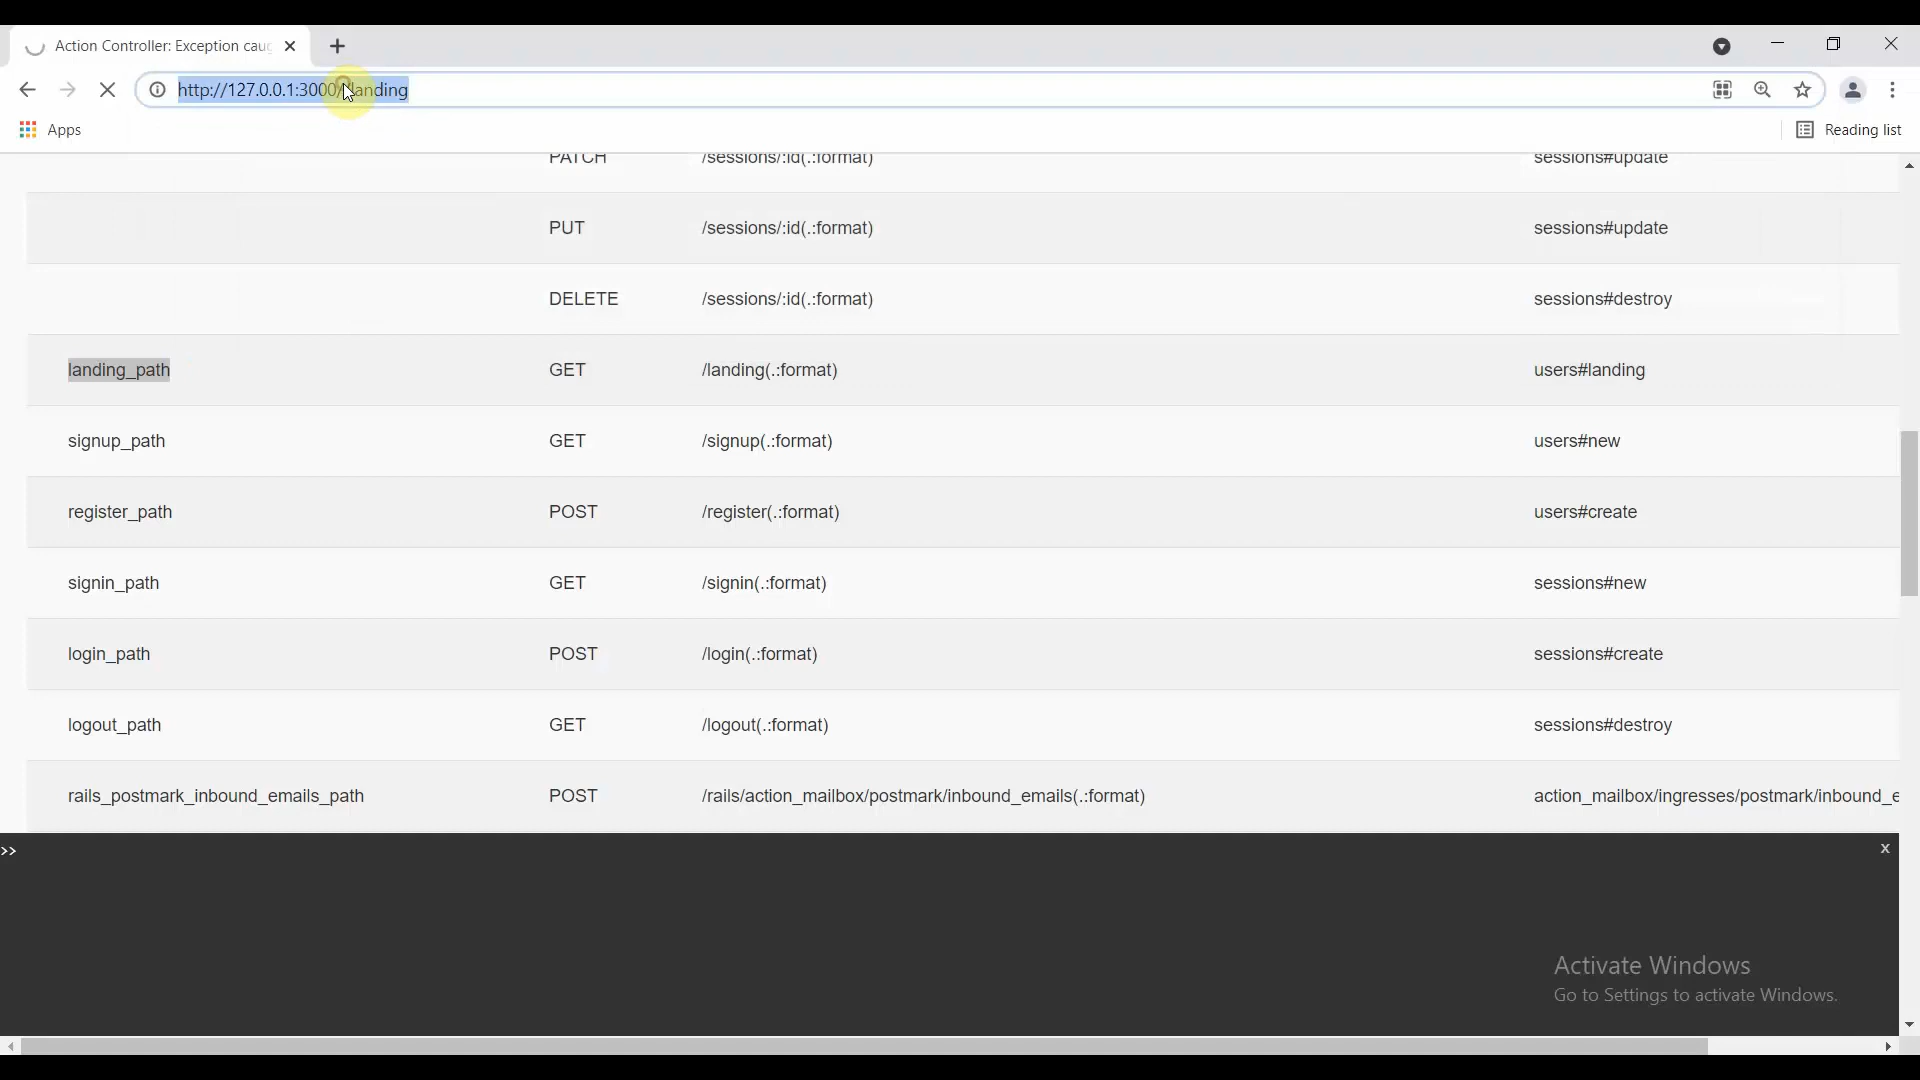 Action Controller: Exception cau
http://127.0.0.1:3000//landing
Apps
Reading list
PATCH /sessions/:id(.:format) sessions#update
PUT /sessions/:id(.:format) sessions#update
DELETE /sessions/:id(.:format) sessions#destroy
landing_path GET /landing(.:format) users#landing
signup_path GET /signup(.:format) users#new
register_path POST /register(.:format) users#create
signin_path GET /signin(.:format) sessions#new
login_path POST /login(.:format) sessions#create
logout_path GET /logout(.:format) sessions#destroy
rails_postmark_inbound_emails_path POST /rails/action_mailbox/postmark/inbound_emails(.:format) action_mailbox/ingresses/postmark/inbound_e
>> x
Activate Windows
Go to Settings to activate Windows.